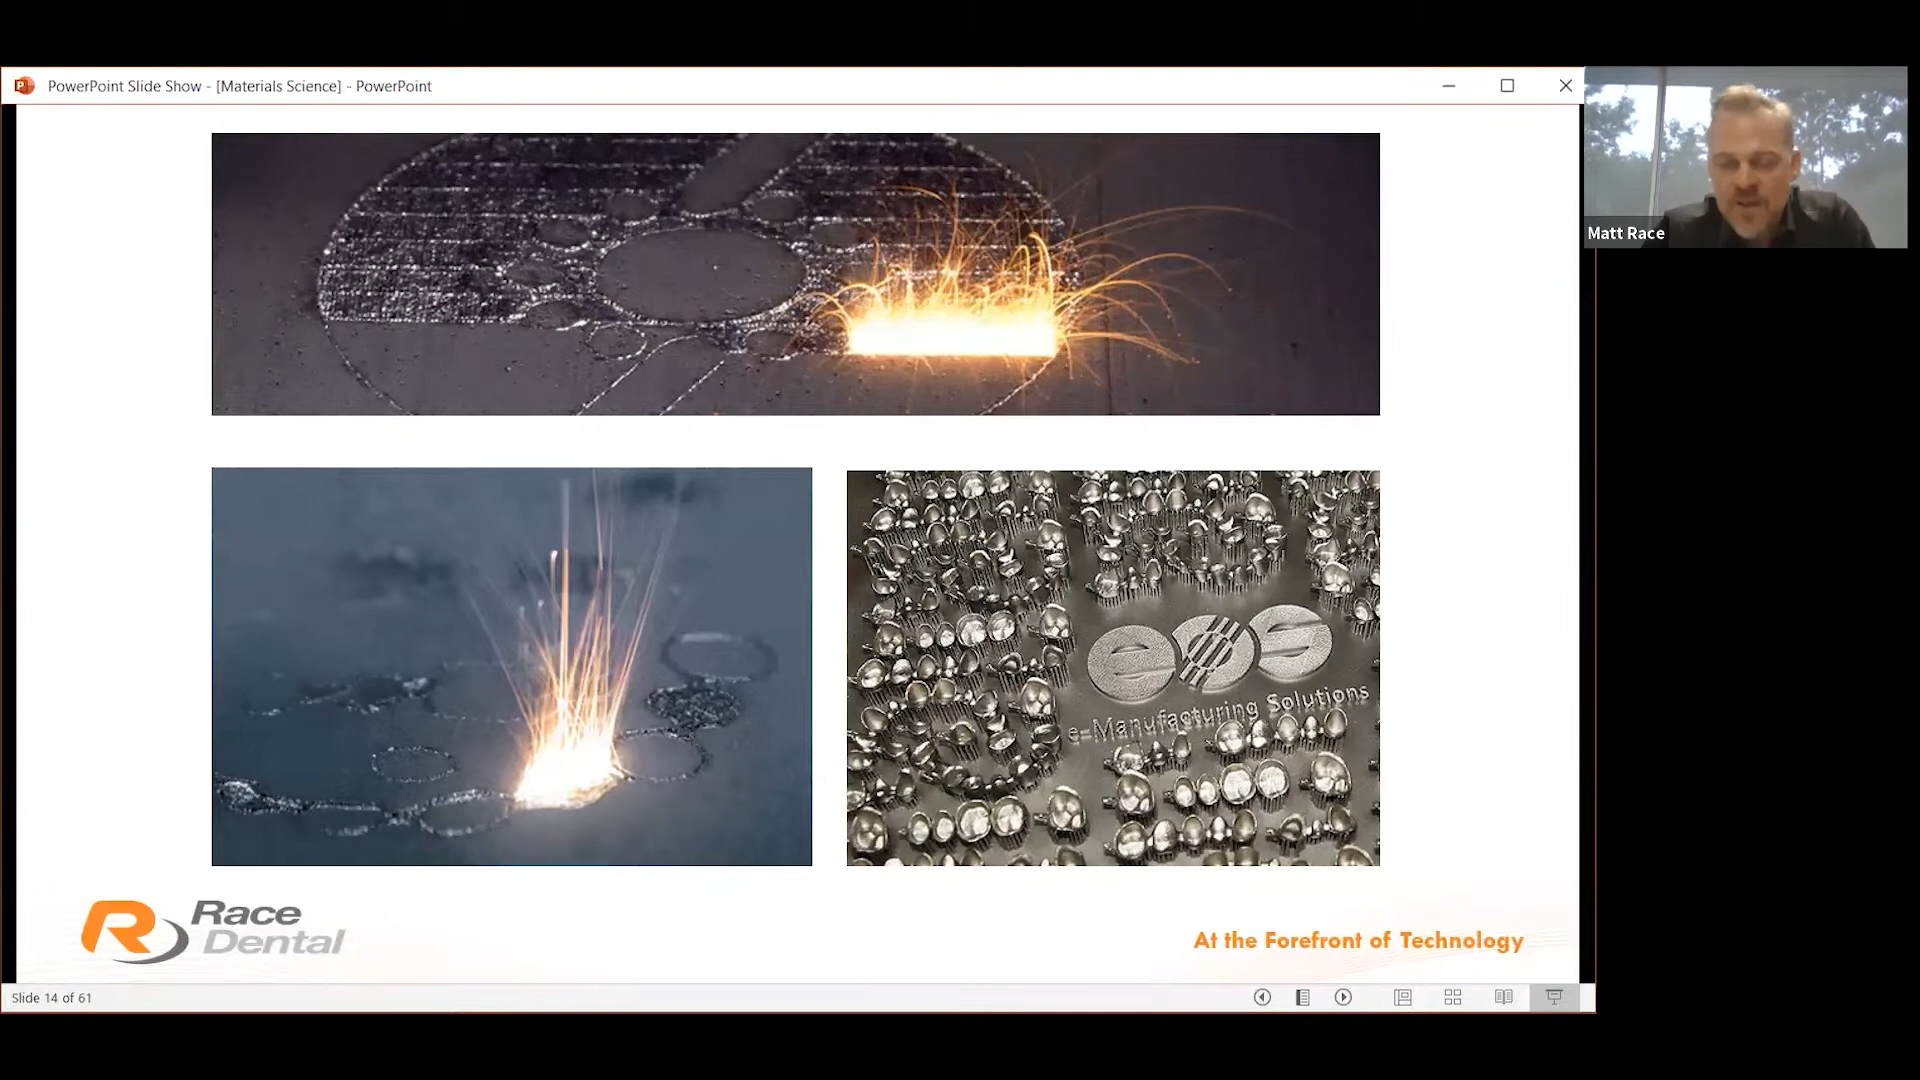 PowerPoint Slide Show - [Materials Science] - PowerPoint
Matt Race
eos
e-Manufacturing Solutions
Race
Dental
At the Forefront of Technology
Slide 14 of 61